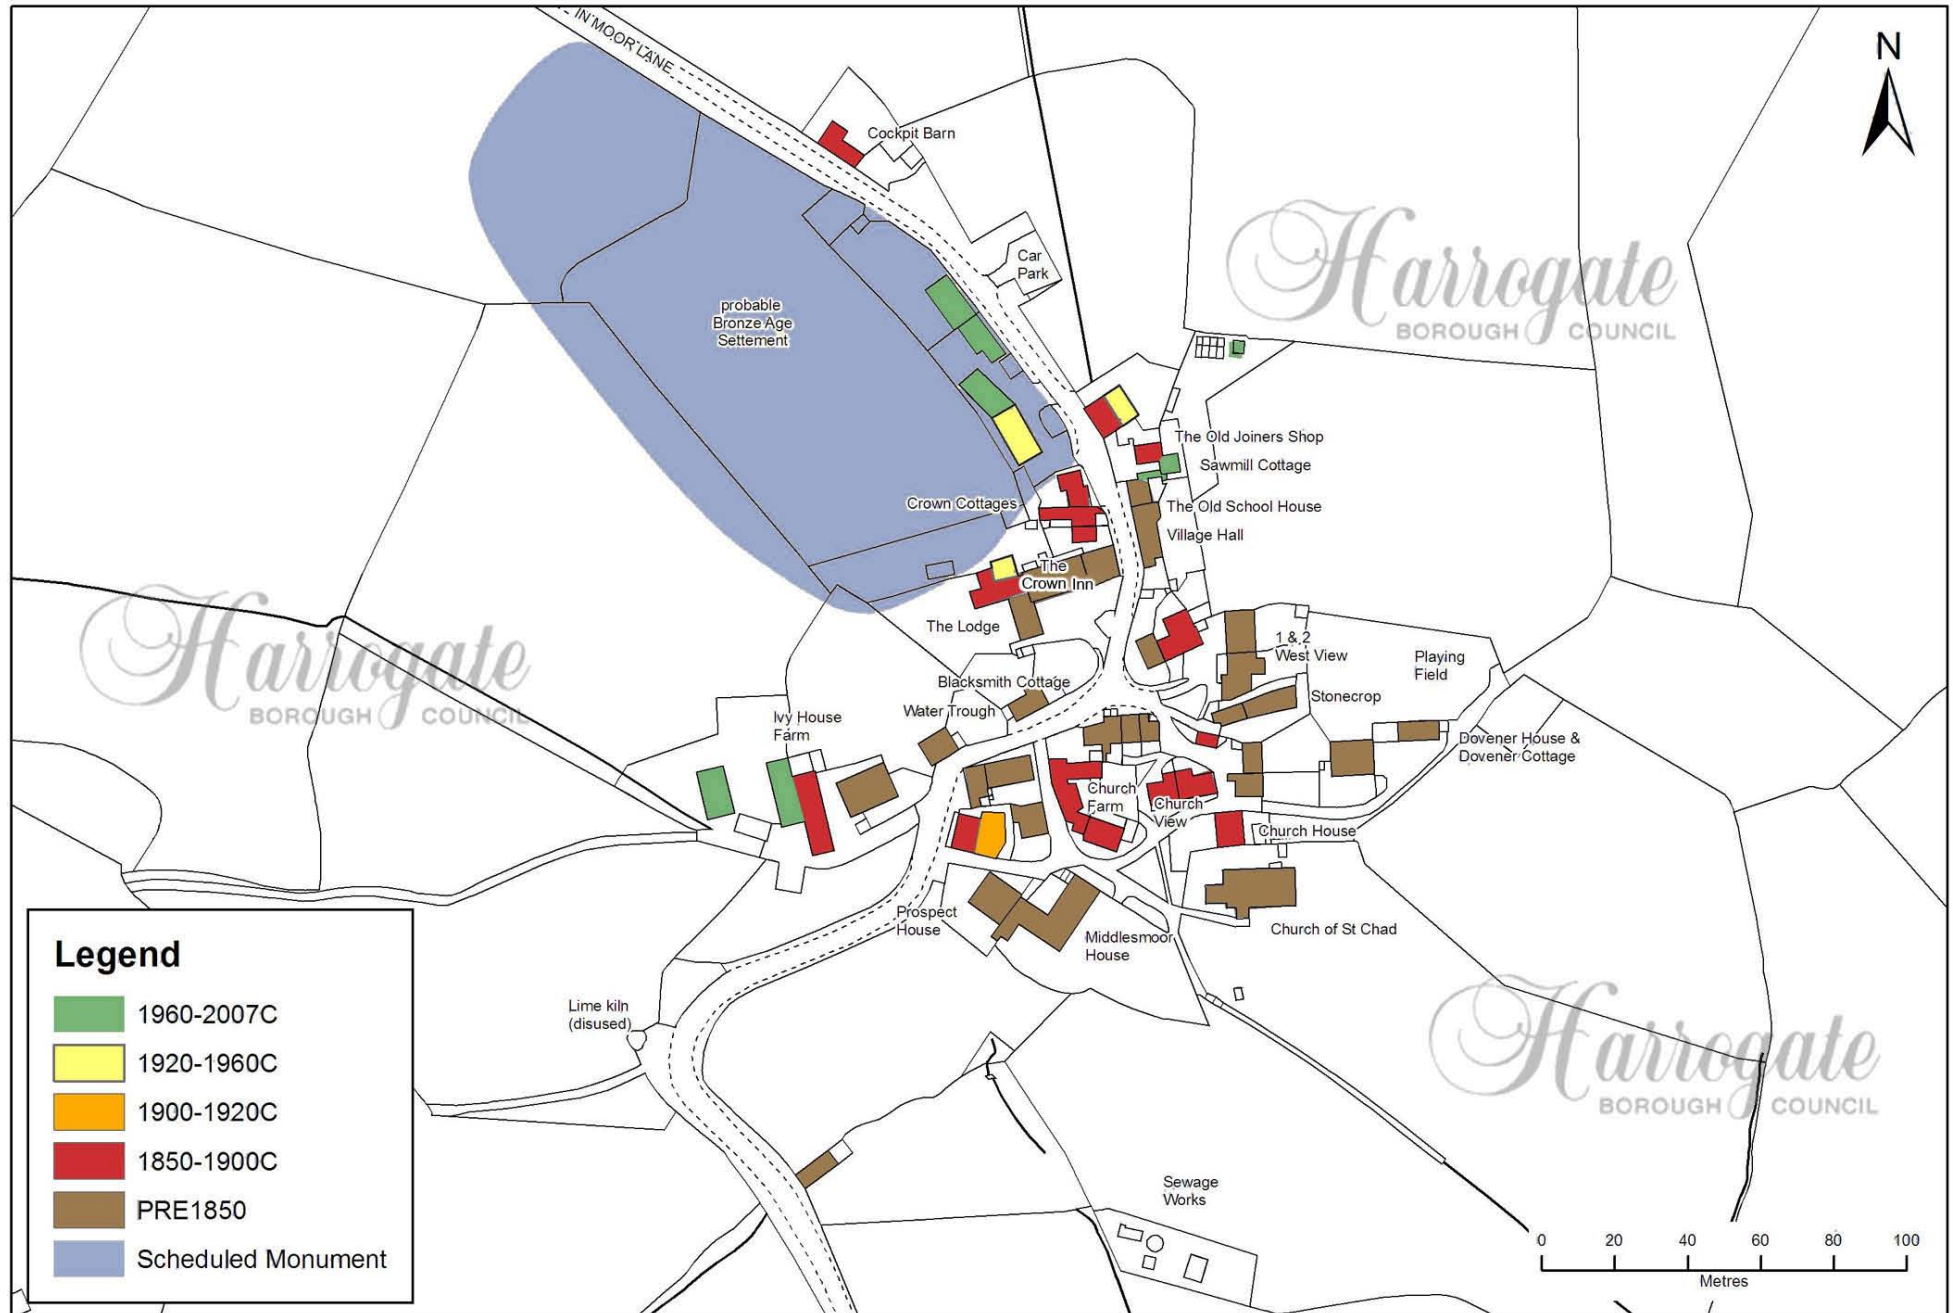 IN MOOR LANE
N
Cockpit Barn
Car
Park
Harrogate
BOROUGH COUNCIL
probable
Bronze Age
Settement
The Old Joiners Shop
Sawmill Cottage
Crown Cottages
The Old School House
Village Hall
The
Crown Inn
The Lodge
1 & 2
West View
Playing
Field
Harrogate
BOROUGH COUNCIL
Blacksmith Cottage
Stonecrop
Water Trough
Ivy House
Farm
Dovener House &
Dovener Cottage
Church
Farm
Church
View
Church House
Prospect
House
Middlesmoor
House
Church of St Chad
Lime kiln
(disused)
Harrogate
BOROUGH COUNCIL
Sewage
Works
Legend
1960-2007C
1920-1960C
1900-1920C
1850-1900C
PRE1850
Scheduled Monument
0 20 40 60 80 100
Metres